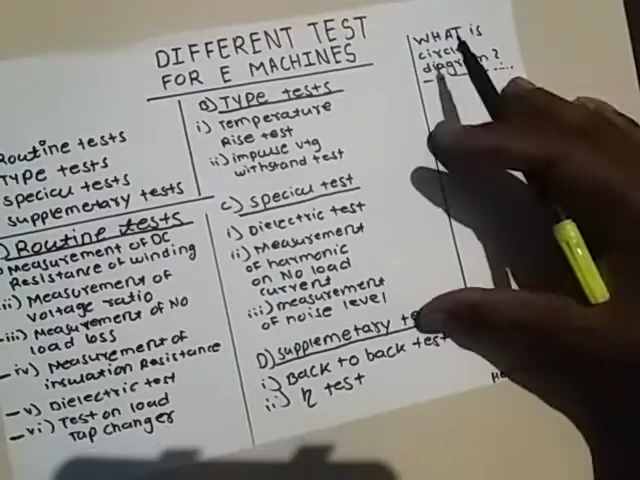 DIFFERENT TEST
FOR E MACHINES
Routine tests
Type tests
special tests
supplemetary tests
Routine tests
Measurement of DC
Resistance of winding
ii) Measurement of
voltage ratio
iii) Measurement of No
load loss
iv) Measurement of
insulation Resistance
v) Dielectric test
vi) Test on load
Tap changer
B) Type tests
i) Temperature
Rise test
ii) impulse vtg
withstand test
c) special test
i) Dielectric test
ii) Measurement
of harmonic
on No load
current
iii) measurement
of noise level
D) supplemetary
i) Back to back test
ii) η test
WHAT is